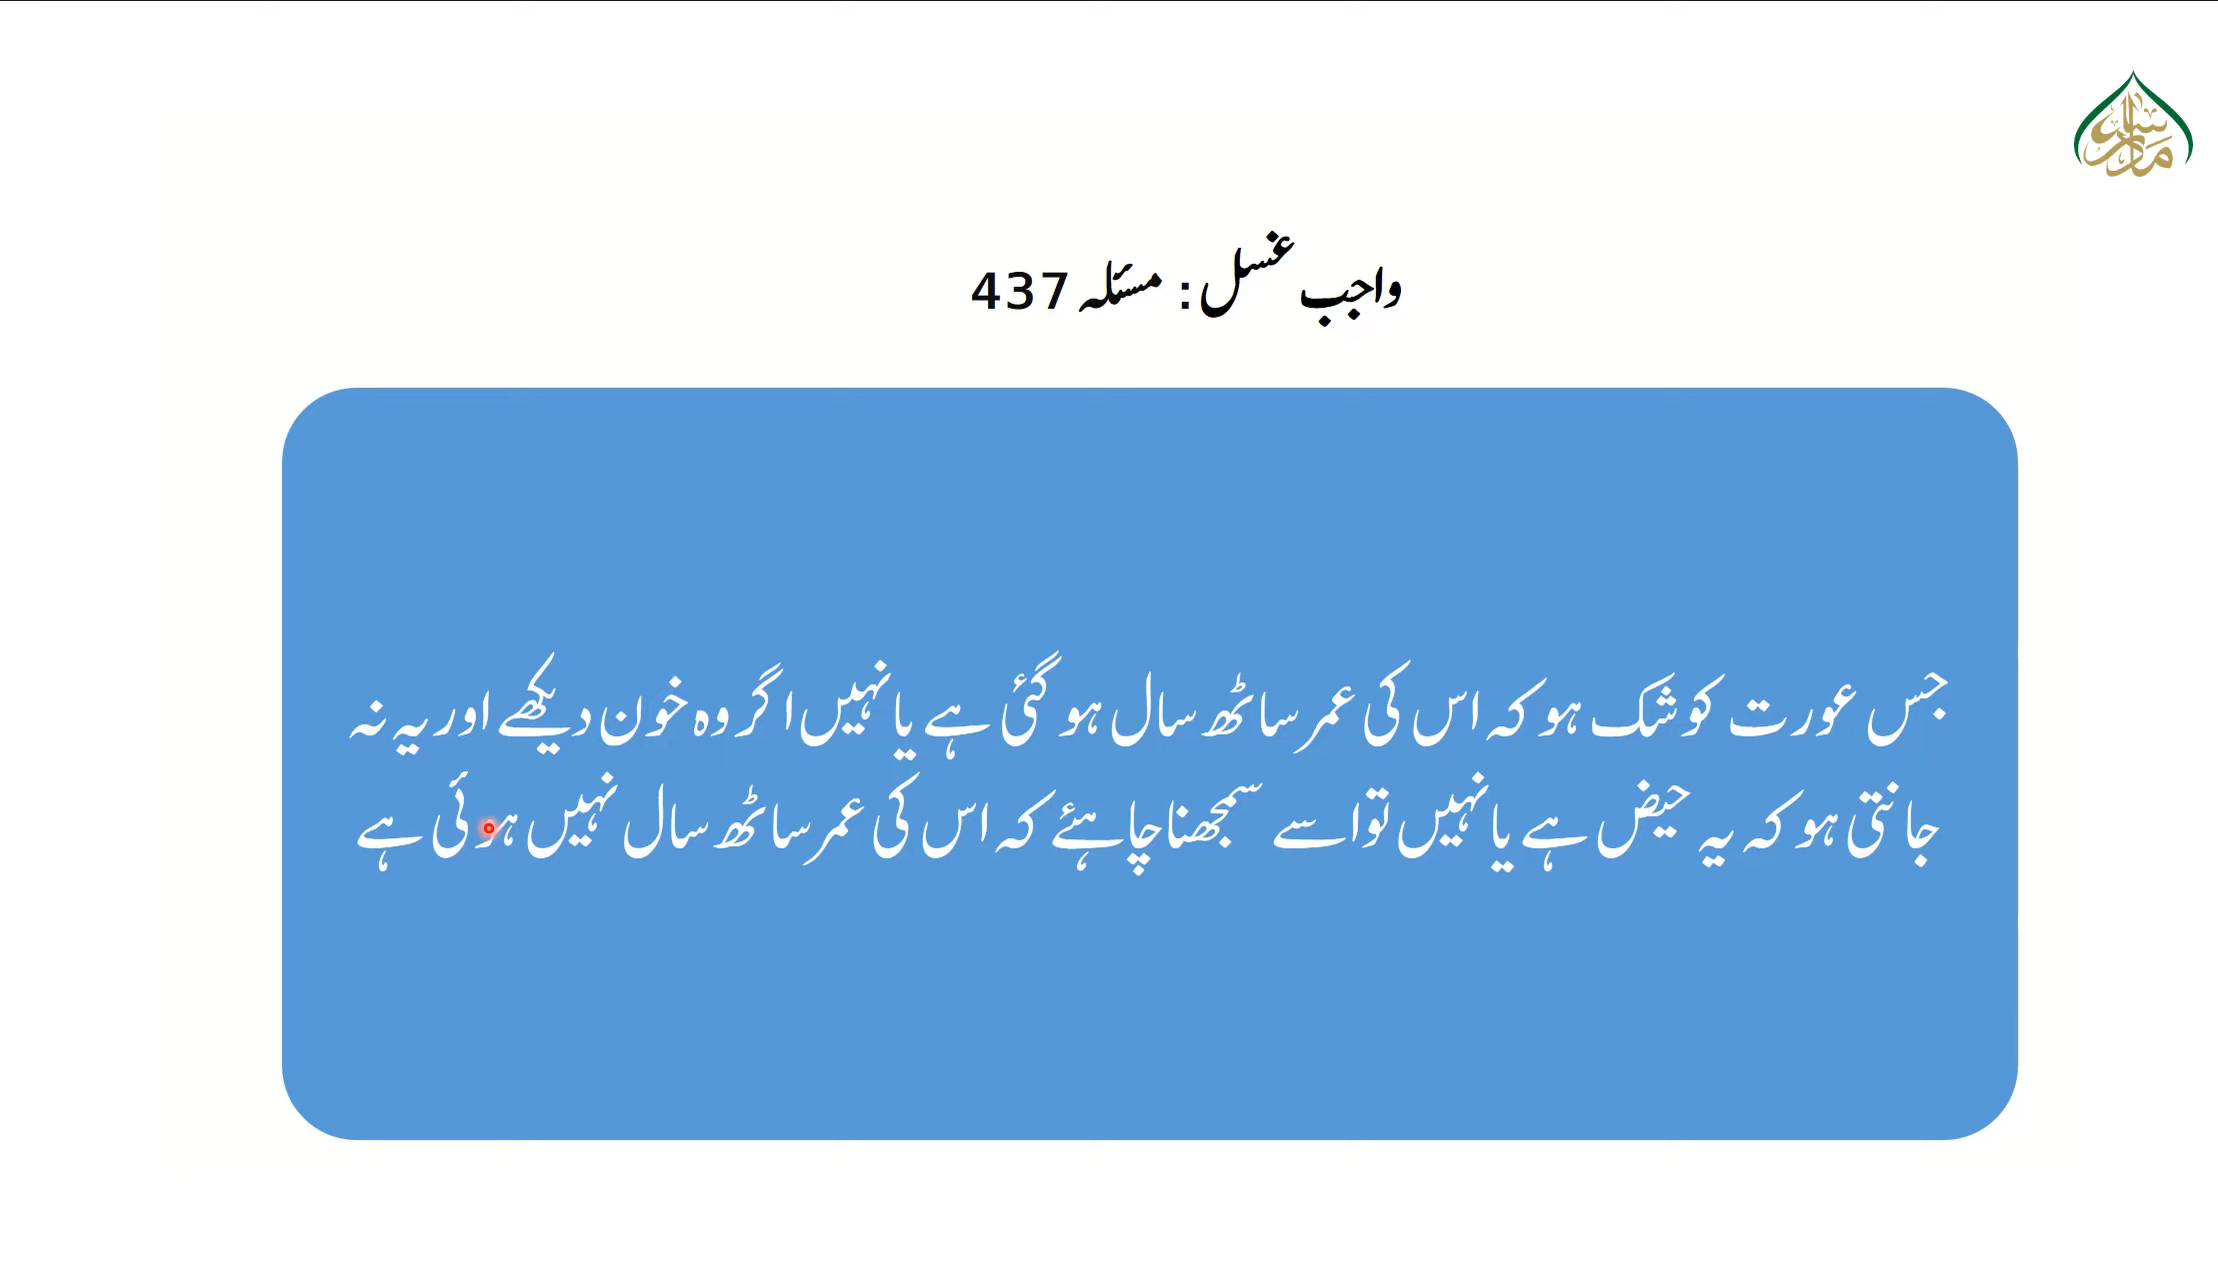 واجب غسل : مسئلہ 437
جس عورت کو شک ہو کہ اس کی عمر ساٹھ سال ہو گئی ہے یا نہیں اگر وہ خون دیکھے اور یہ نہ
جانتی ہو کہ یہ حیض ہے یا نہیں تو اسے سمجھنا چاہئے کہ اس کی عمر ساٹھ سال نہیں ہوئی ہے